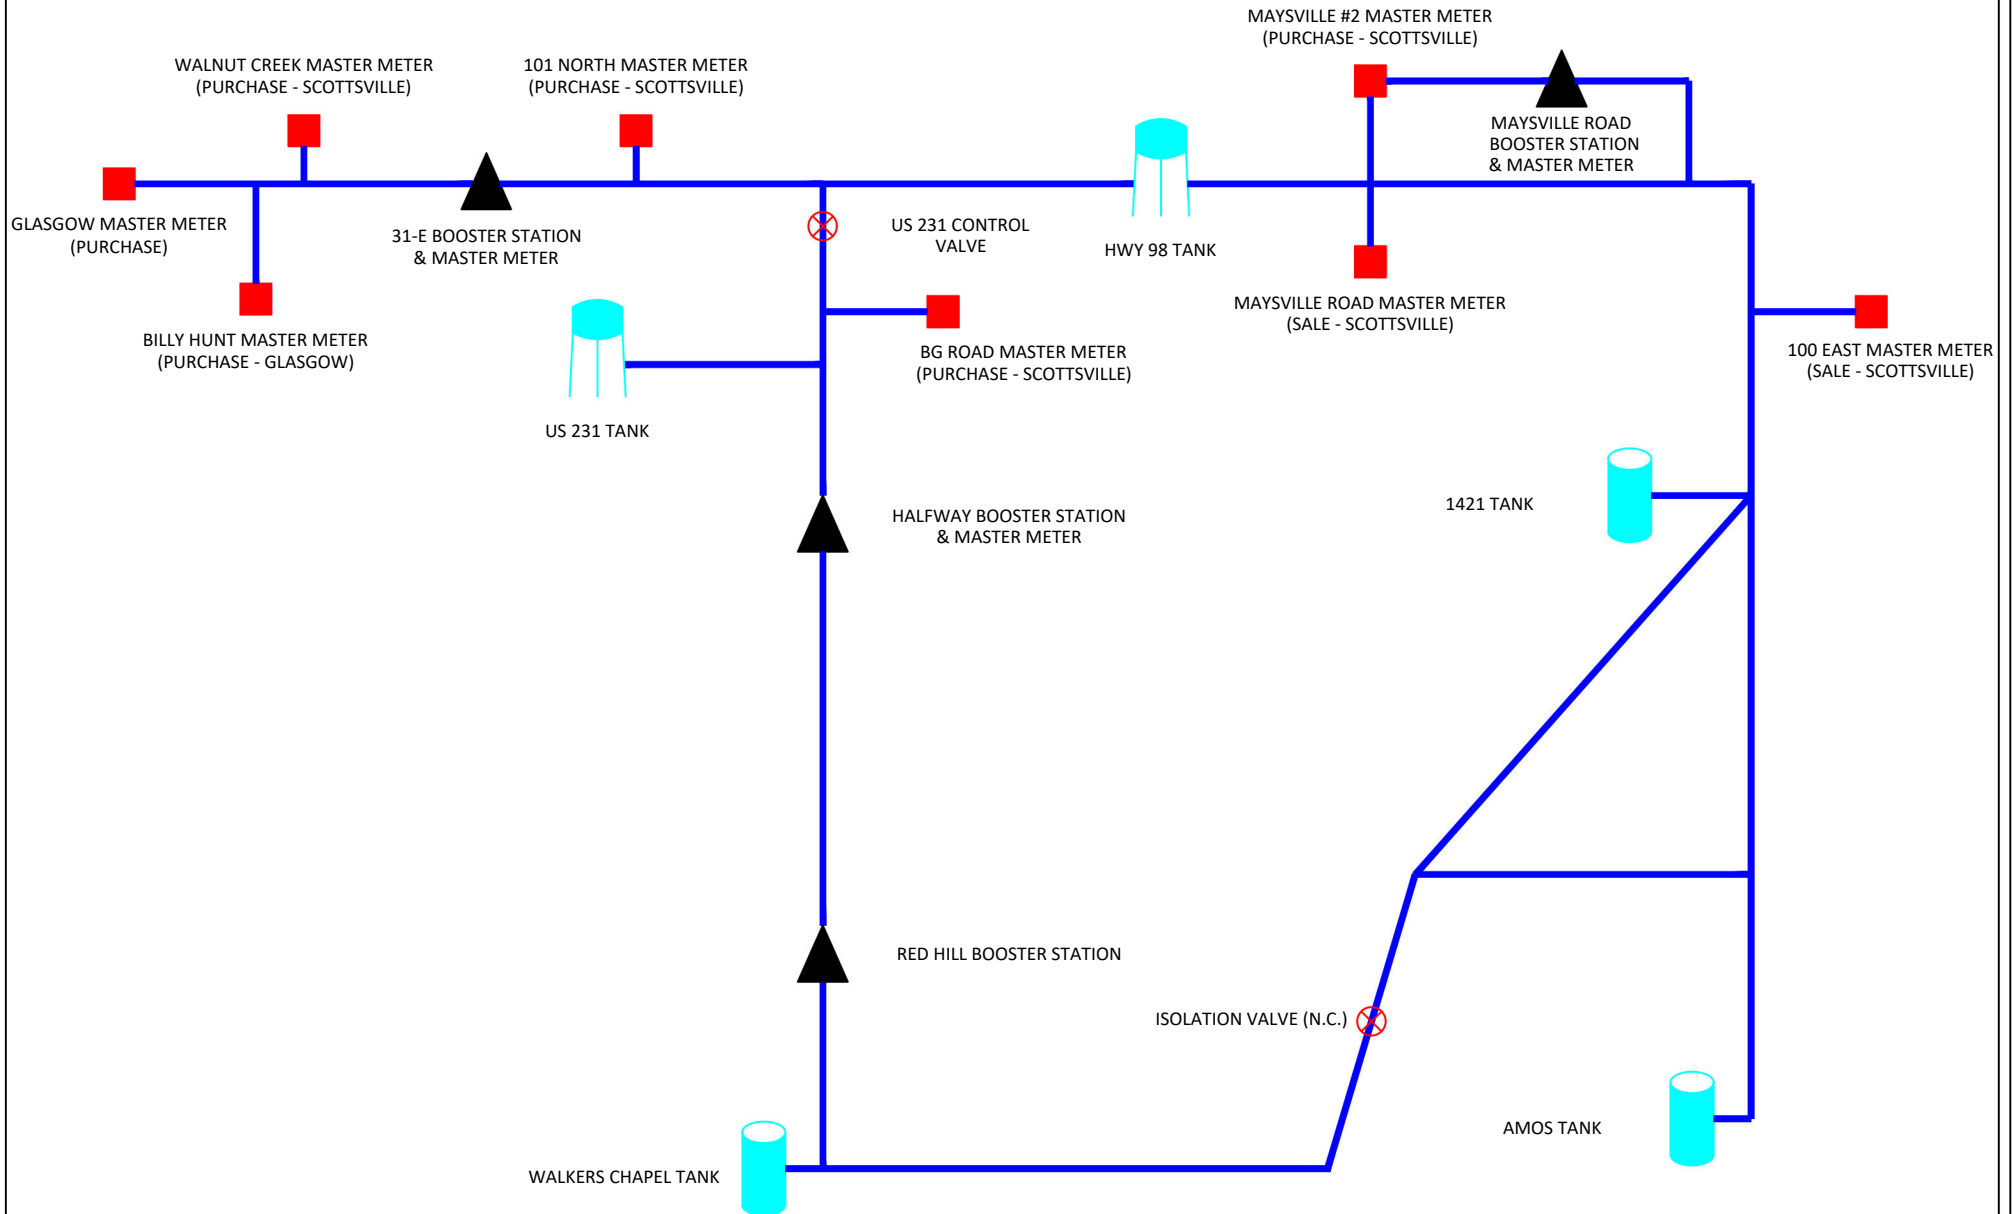 MAYSVILLE #2 MASTER METER
(PURCHASE - SCOTTSVILLE)
WALNUT CREEK MASTER METER
(PURCHASE - SCOTTSVILLE)
101 NORTH MASTER METER
(PURCHASE - SCOTTSVILLE)
MAYSVILLE ROAD
BOOSTER STATION
& MASTER METER
GLASGOW MASTER METER
(PURCHASE)
31-E BOOSTER STATION
& MASTER METER
US 231 CONTROL
VALVE
HWY 98 TANK
BILLY HUNT MASTER METER
(PURCHASE - GLASGOW)
MAYSVILLE ROAD MASTER METER
(SALE - SCOTTSVILLE)
BG ROAD MASTER METER
(PURCHASE - SCOTTSVILLE)
100 EAST MASTER METER
(SALE - SCOTTSVILLE)
US 231 TANK
1421 TANK
HALFWAY BOOSTER STATION
& MASTER METER
RED HILL BOOSTER STATION
ISOLATION VALVE (N.C.)
AMOS TANK
WALKERS CHAPEL TANK